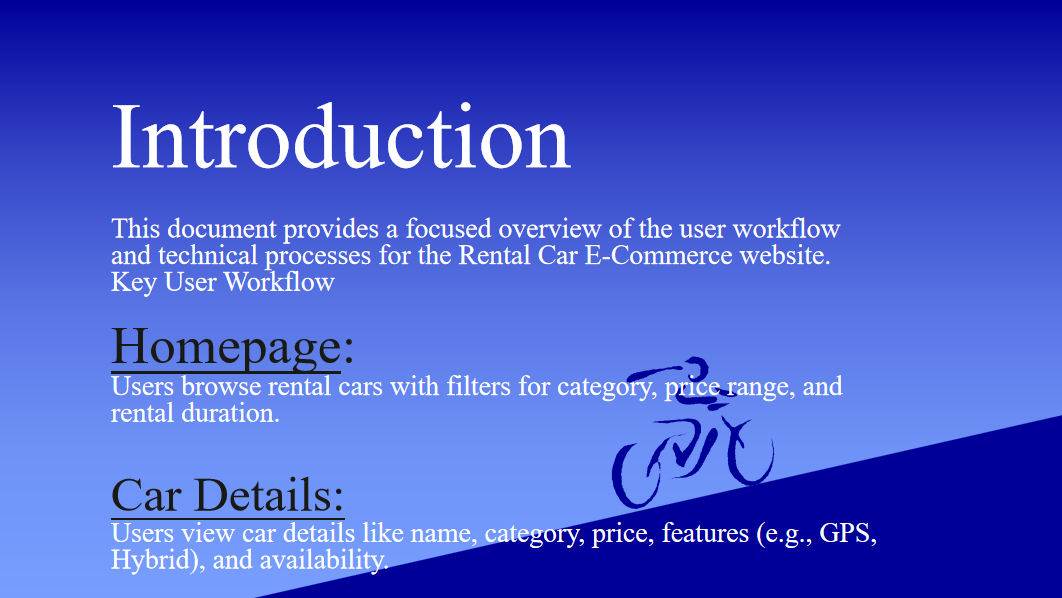 Introduction
This document provides a focused overview of the user workflow
and technical processes for the Rental Car E-Commerce website.
Key User Workflow
Homepage:
Users browse rental cars with filters for category, price range, and
rental duration.
Car Details:
Users view car details like name, category, price, features (e.g., GPS,
Hybrid), and availability.